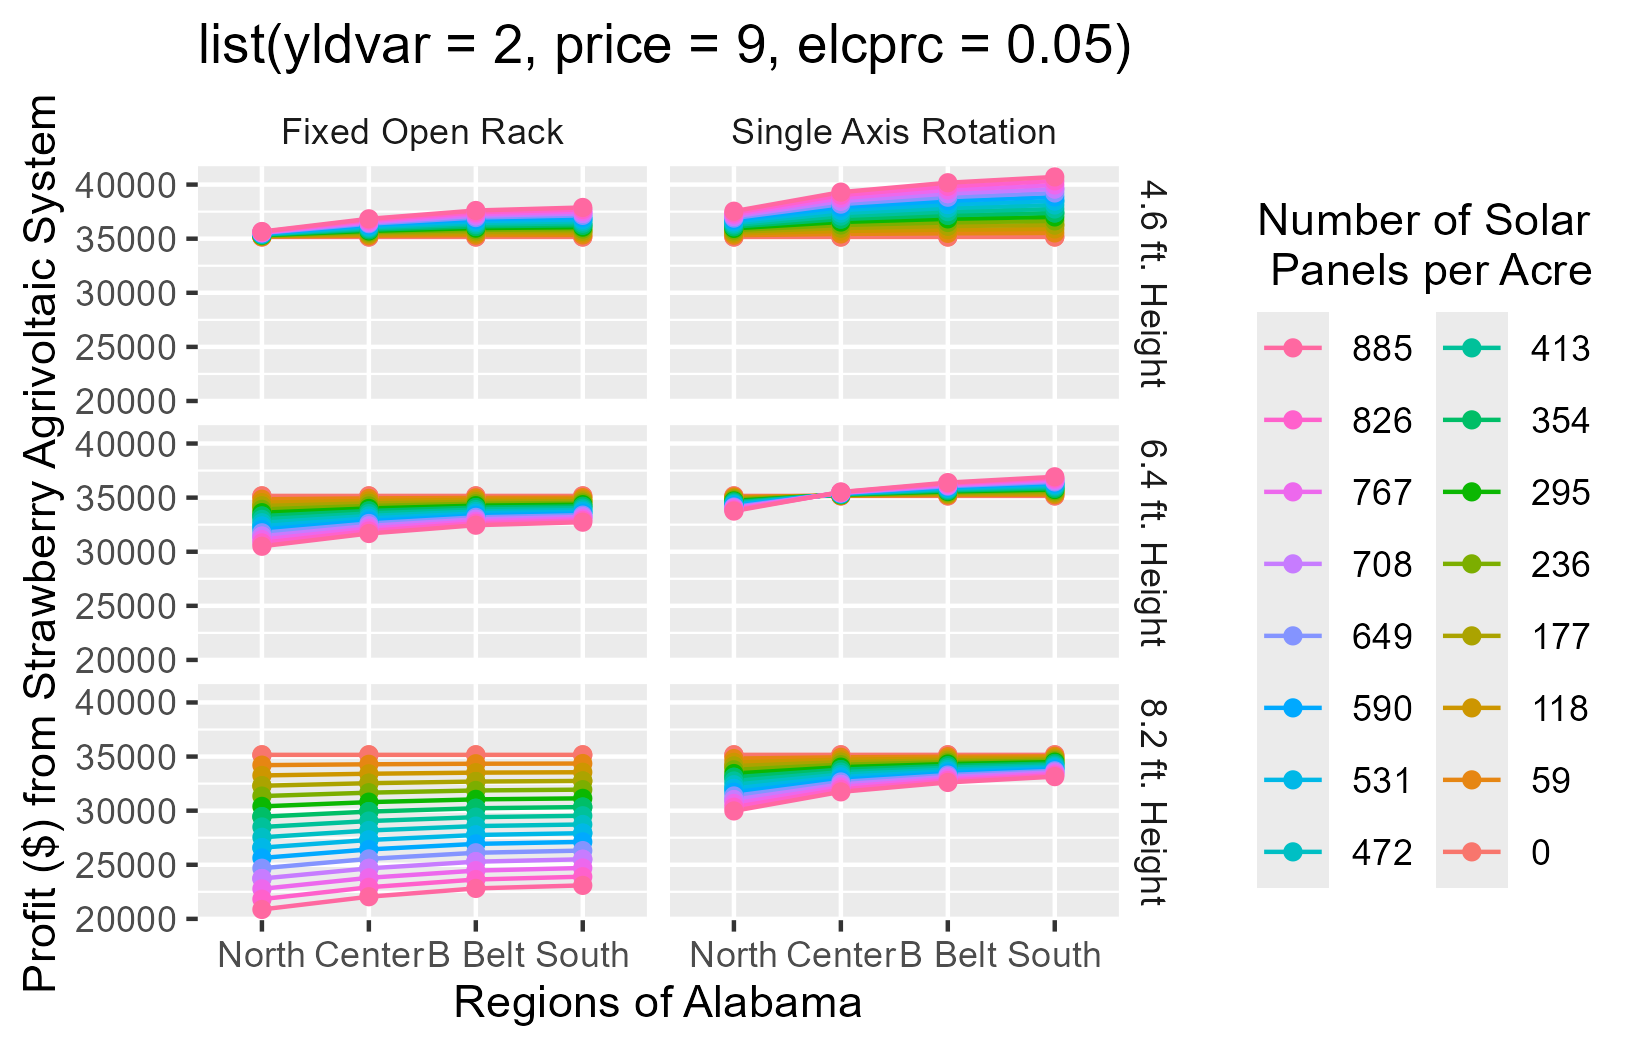 list(yldvar = 2, price = 9, elcprc = 0.05)
Profit ($) from Strawberry Agrivoltaic System
Fixed Open Rack
Single Axis Rotation
40000
35000
30000
25000
20000
4.6 ft. Height
40000
35000
30000
25000
20000
6.4 ft. Height
40000
35000
30000
25000
20000
8.2 ft. Height
North Center B Belt South
North Center B Belt South
Regions of Alabama
Number of Solar
Panels per Acre
885
826
767
708
649
590
531
472
413
354
295
236
177
118
59
0